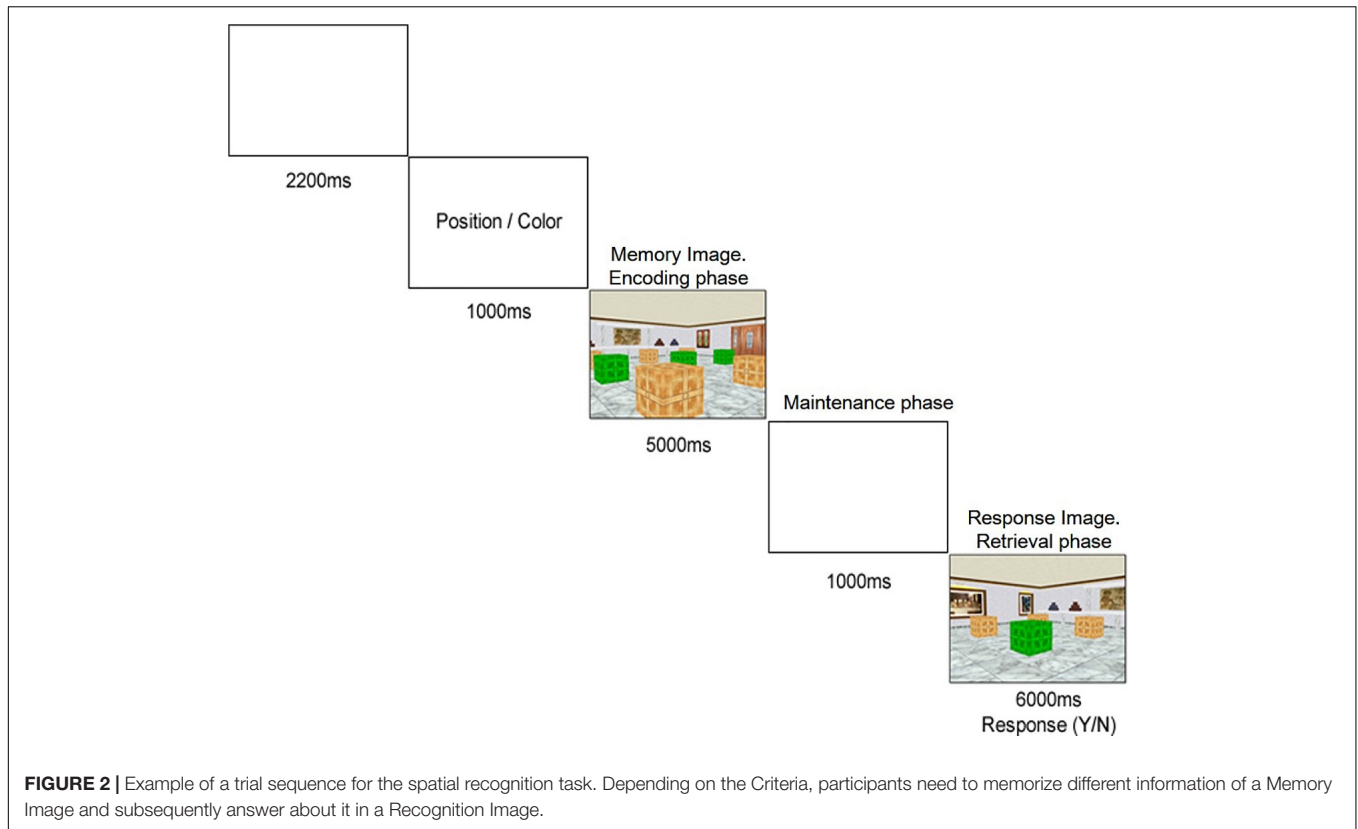 2200ms
Position / Color
1000ms
Memory Image.
Encoding phase
5000ms
Maintenance phase
1000ms
Response Image.
Retrieval phase
6000ms
Response (Y/N)
FIGURE 2 | Example of a trial sequence for the spatial recognition task. Depending on the Criteria, participants need to memorize different information of a Memory
Image and subsequently answer about it in a Recognition Image.